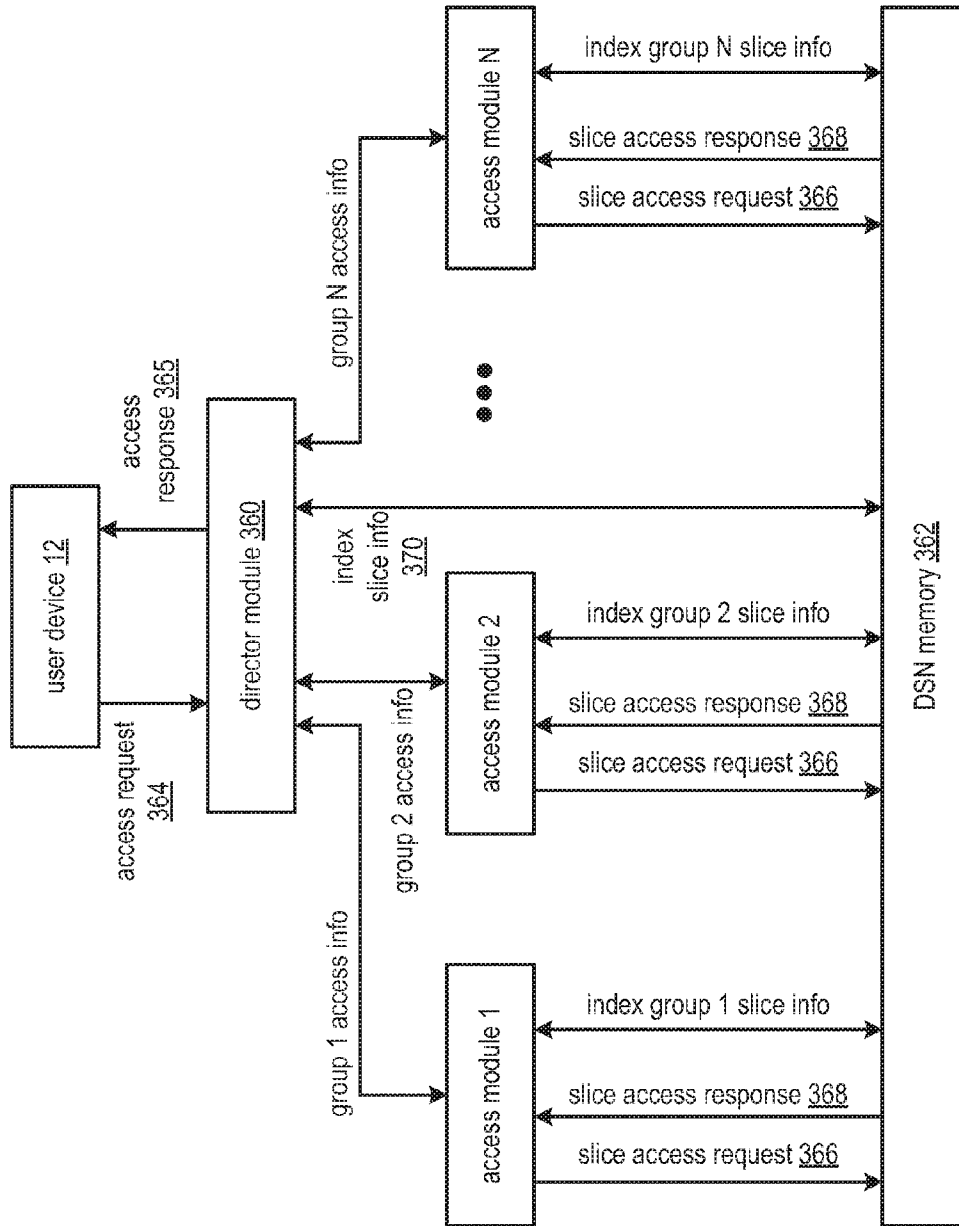 user device 12
access request
364
access
response 365
director module 360
group 1 access info
group 2 access info
index
slice info
370
group N access info
access module 1
access module 2
access module N
slice access request 366
slice access response 368
index group 1 slice info
slice access request 366
slice access response 368
index group 2 slice info
slice access request 366
slice access response 368
index group N slice info
DSN memory 362